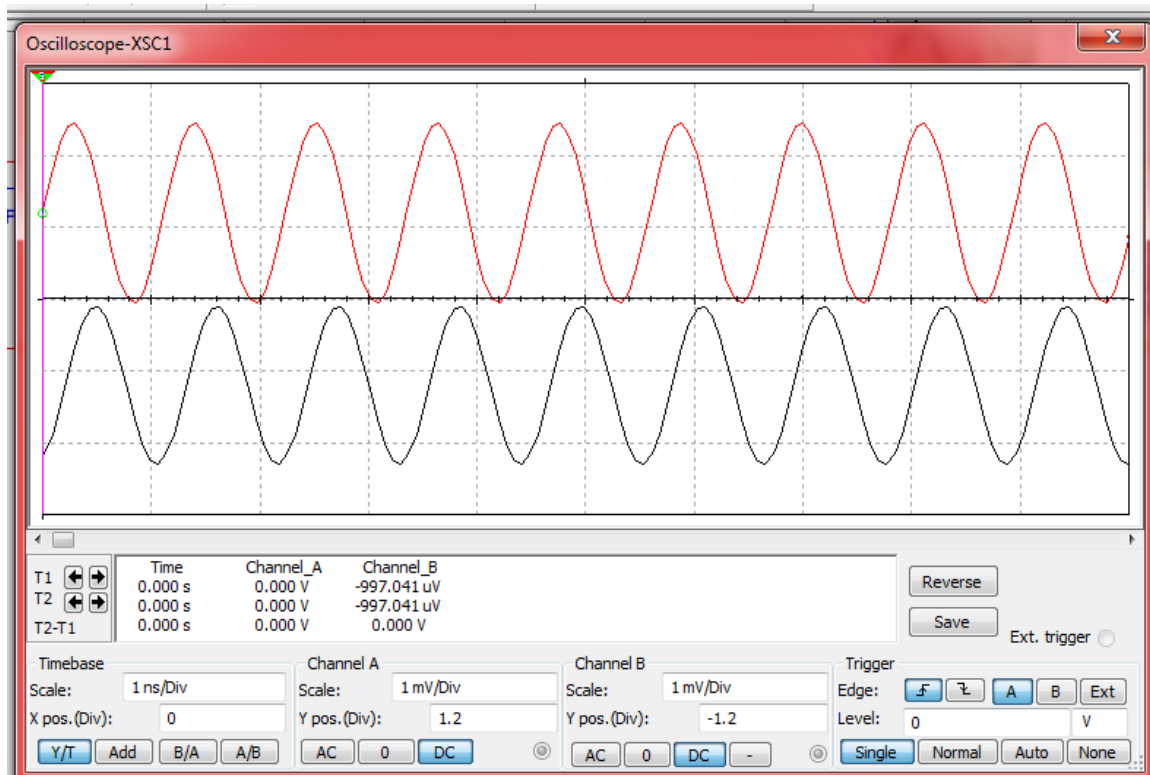 Oscilloscope-XSC1
Time Channel_A Channel_B
T1 0.000 s 0.000 V -997.041 uV
T2 0.000 s 0.000 V -997.041 uV
T2-T1 0.000 s 0.000 V 0.000 V
Reverse
Save
Ext. trigger
Timebase
Scale: 1 ns/Div
X pos.(Div): 0
Y/T Add B/A A/B
Channel A
Scale: 1 mV/Div
Y pos.(Div): 1.2
AC 0 DC
Channel B
Scale: 1 mV/Div
Y pos.(Div): -1.2
AC 0 DC -
Trigger
Edge: A B Ext
Level: 0 V
Single Normal Auto None